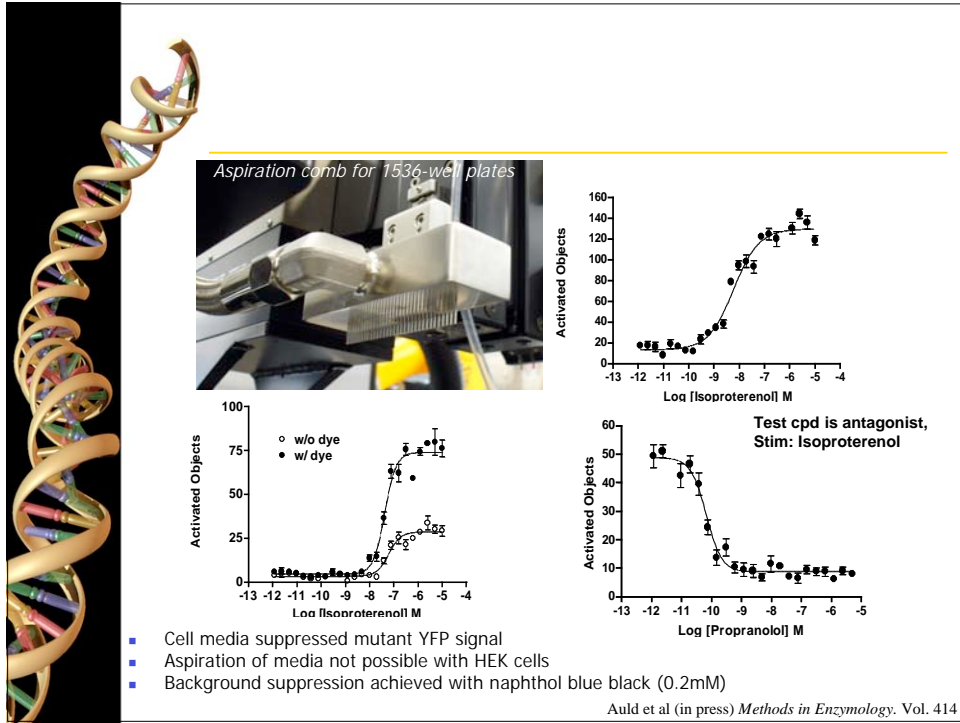 Aspiration comb for 1536-well plates
160
140
120
100
80
60
40
20
0
Activated Objects
-13 -12 -11 -10 -9 -8 -7 -6 -5 -4
Log [Isoproterenol] M
100
75
50
25
0
Activated Objects
w/o dye
w/ dye
-13 -12 -11 -10 -9 -8 -7 -6 -5 -4
Log [Isoproterenol] M
Test cpd is antagonist,
Stim: Isoproterenol
60
50
40
30
20
10
0
Activated Objects
-13 -12 -11 -10 -9 -8 -7 -6 -5
Log [Propranolol] M
Cell media suppressed mutant YFP signal
Aspiration of media not possible with HEK cells
Background suppression achieved with naphthol blue black (0.2mM)
Auld et al (in press) Methods in Enzymology. Vol. 414